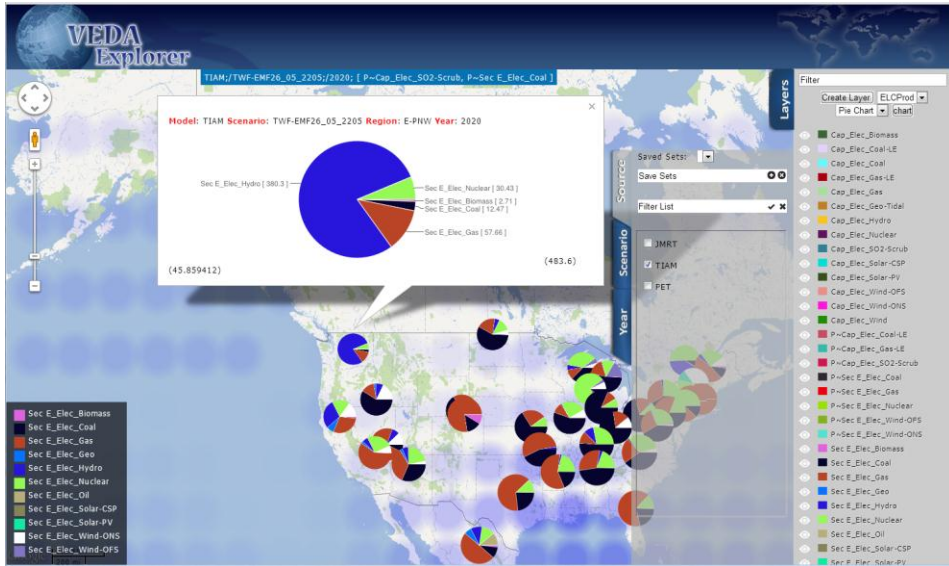 VEDA
Explorer
TIAM;/TWF-EMF26_05_2205;/2020; [ P~Cap_Elec_SO2-Scrub, P~Sec E_Elec_Coal ]
Model: TIAM Scenario: TWF-EMF26_05_2205 Region: E-PNW Year: 2020
Sec E_Elec_Hydro [ 380.3 ]
Sec E_Elec_Nuclear [ 30.43 ]
Sec E_Elec_Biomass [ 2.71 ]
Sec E_Elec_Coal [ 12.47 ]
Sec E_Elec_Gas [ 57.66 ]
(45.859412)
(483.6)
Sec E_Elec_Biomass
Sec E_Elec_Coal
Sec E_Elec_Gas
Sec E_Elec_Geo
Sec E_Elec_Hydro
Sec E_Elec_Nuclear
Sec E_Elec_Oil
Sec E_Elec_Solar-CSP
Sec E_Elec_Solar-PV
Sec E_Elec_Wind-ONS
Sec E_Elec_Wind-OFS
Source
Scenario
Year
Saved Sets:
Save Sets
Filter List
JMRT
TIAM
PET
Layers
Filter
Create Layer ELCProd
Pie Chart chart
Cap_Elec_Biomass
Cap_Elec_Coal-LE
Cap_Elec_Coal
Cap_Elec_Gas-LE
Cap_Elec_Gas
Cap_Elec_Geo-Tidal
Cap_Elec_Hydro
Cap_Elec_Nuclear
Cap_Elec_SO2-Scrub
Cap_Elec_Solar-CSP
Cap_Elec_Solar-PV
Cap_Elec_Wind-OFS
Cap_Elec_Wind-ONS
Cap_Elec_Wind
P~Cap_Elec_Coal-LE
P~Cap_Elec_Gas-LE
P~Cap_Elec_SO2-Scrub
P~Sec E_Elec_Coal
P~Sec E_Elec_Gas
P~Sec E_Elec_Nuclear
P~Sec E_Elec_Wind-OFS
P~Sec E_Elec_Wind-ONS
Sec E_Elec_Biomass
Sec E_Elec_Coal
Sec E_Elec_Gas
Sec E_Elec_Geo
Sec E_Elec_Hydro
Sec E_Elec_Nuclear
Sec E_Elec_Oil
Sec E_Elec_Solar-CSP
Sec E_Elec_Solar-PV